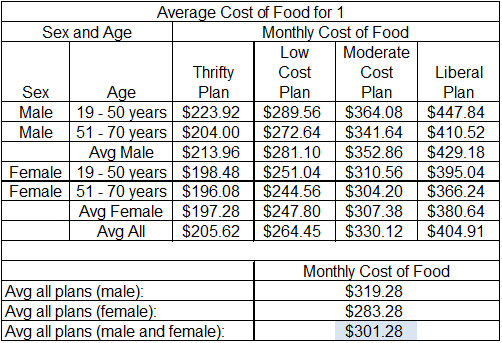 Average Cost of Food for 1
Sex and Age Monthly Cost of Food
Sex Age Thrifty Plan Low Cost Plan Moderate Cost Plan Liberal Plan
Male 19 - 50 years $223.92 $289.56 $364.08 $447.84
Male 51 - 70 years $204.00 $272.64 $341.64 $410.52
Avg Male $213.96 $281.10 $352.86 $429.18
Female 19 - 50 years $198.48 $251.04 $310.56 $395.04
Female 51 - 70 years $196.08 $244.56 $304.20 $366.24
Avg Female $197.28 $247.80 $307.38 $380.64
Avg All $205.62 $264.45 $330.12 $404.91
Monthly Cost of Food
Avg all plans (male): $319.28
Avg all plans (female): $283.28
Avg all plans (male and female): $301.28